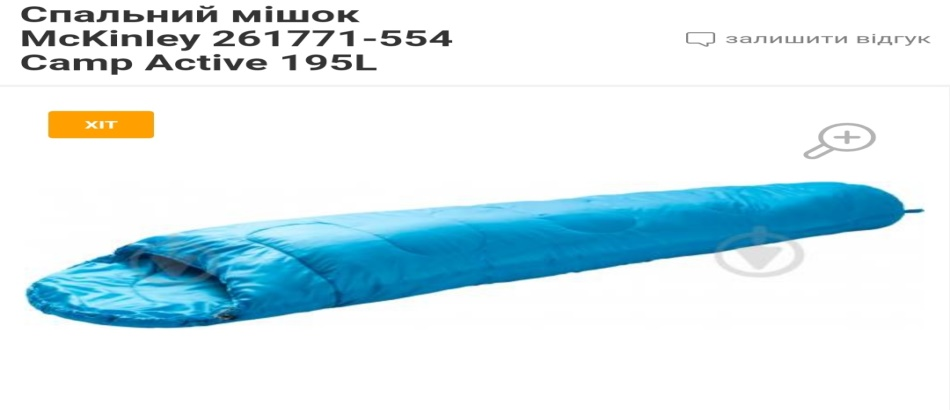 Спальний мішок
McKinley 261771-554
Camp Active 195L
залишити відгук
ХІТ